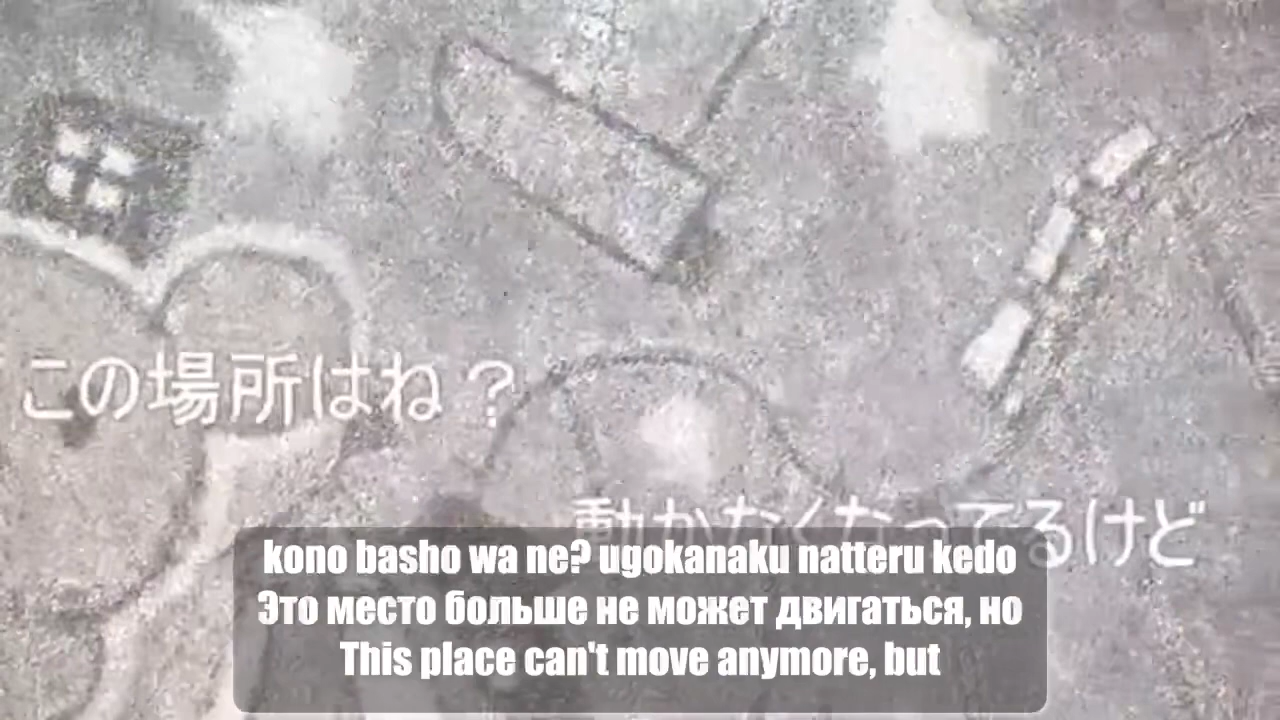 この場所はね？
動かなくなってるけど
kono basho wa ne? ugokanaku natteru kedo
Это место больше не может двигаться, но
This place can't move anymore, but